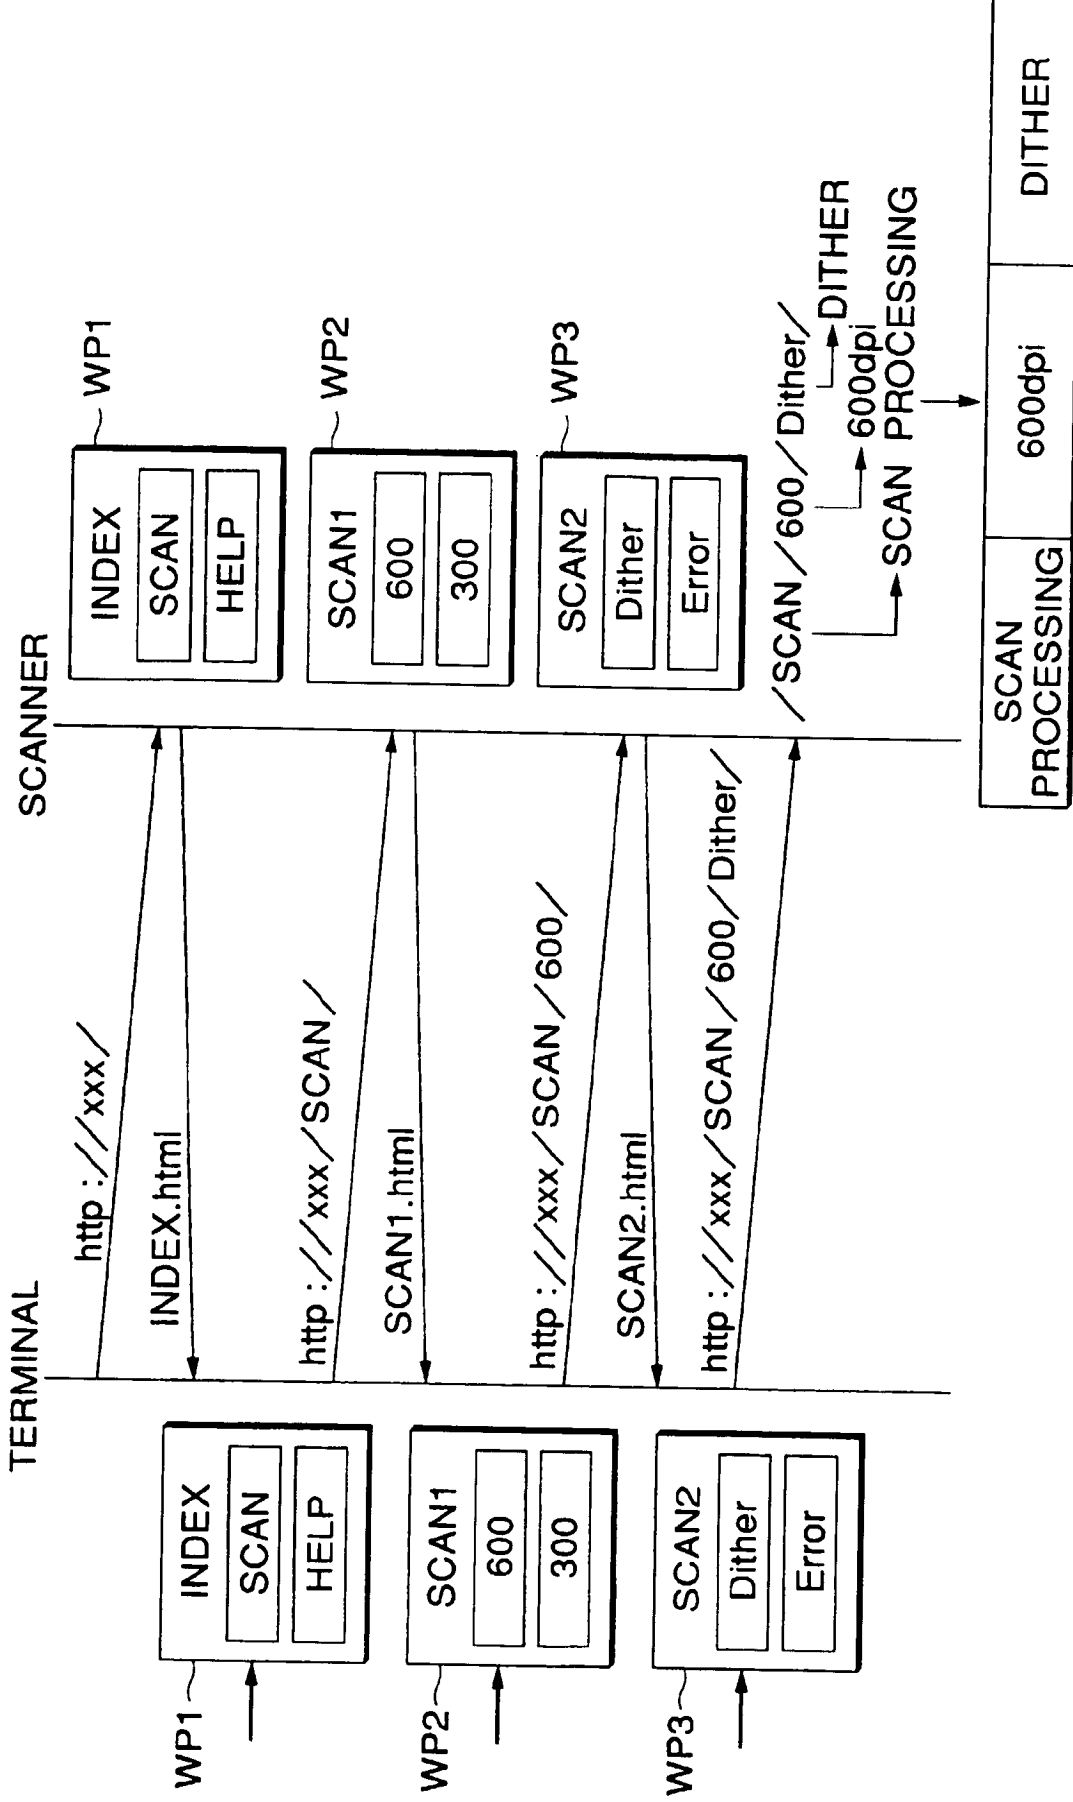 TERMINAL
SCANNER
http://xxx/
INDEX.html
WP1
INDEX
SCAN
HELP
WP1
INDEX
SCAN
HELP
http://xxx/SCAN/
SCAN1.html
WP2
SCAN1
600
300
WP2
SCAN1
600
300
http://xxx/SCAN/600/
SCAN2.html
WP3
SCAN2
Dither
Error
WP3
SCAN2
Dither
Error
http://xxx/SCAN/600/Dither/
/SCAN/600/Dither/
DITHER
600dpi
SCAN PROCESSING
SCAN
PROCESSING
600dpi
DITHER